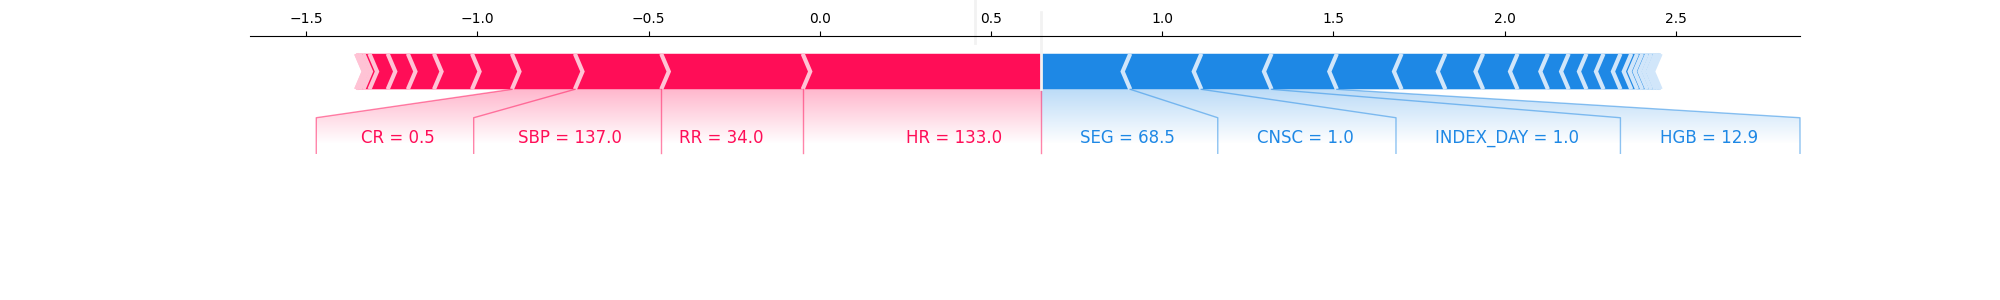 −1.5 −1.0 −0.5 0.0 0.5 1.0 1.5 2.0 2.5
CR = 0.5 SBP = 137.0 RR = 34.0 HR = 133.0 SEG = 68.5 CNSC = 1.0 INDEX_DAY = 1.0 HGB = 12.9